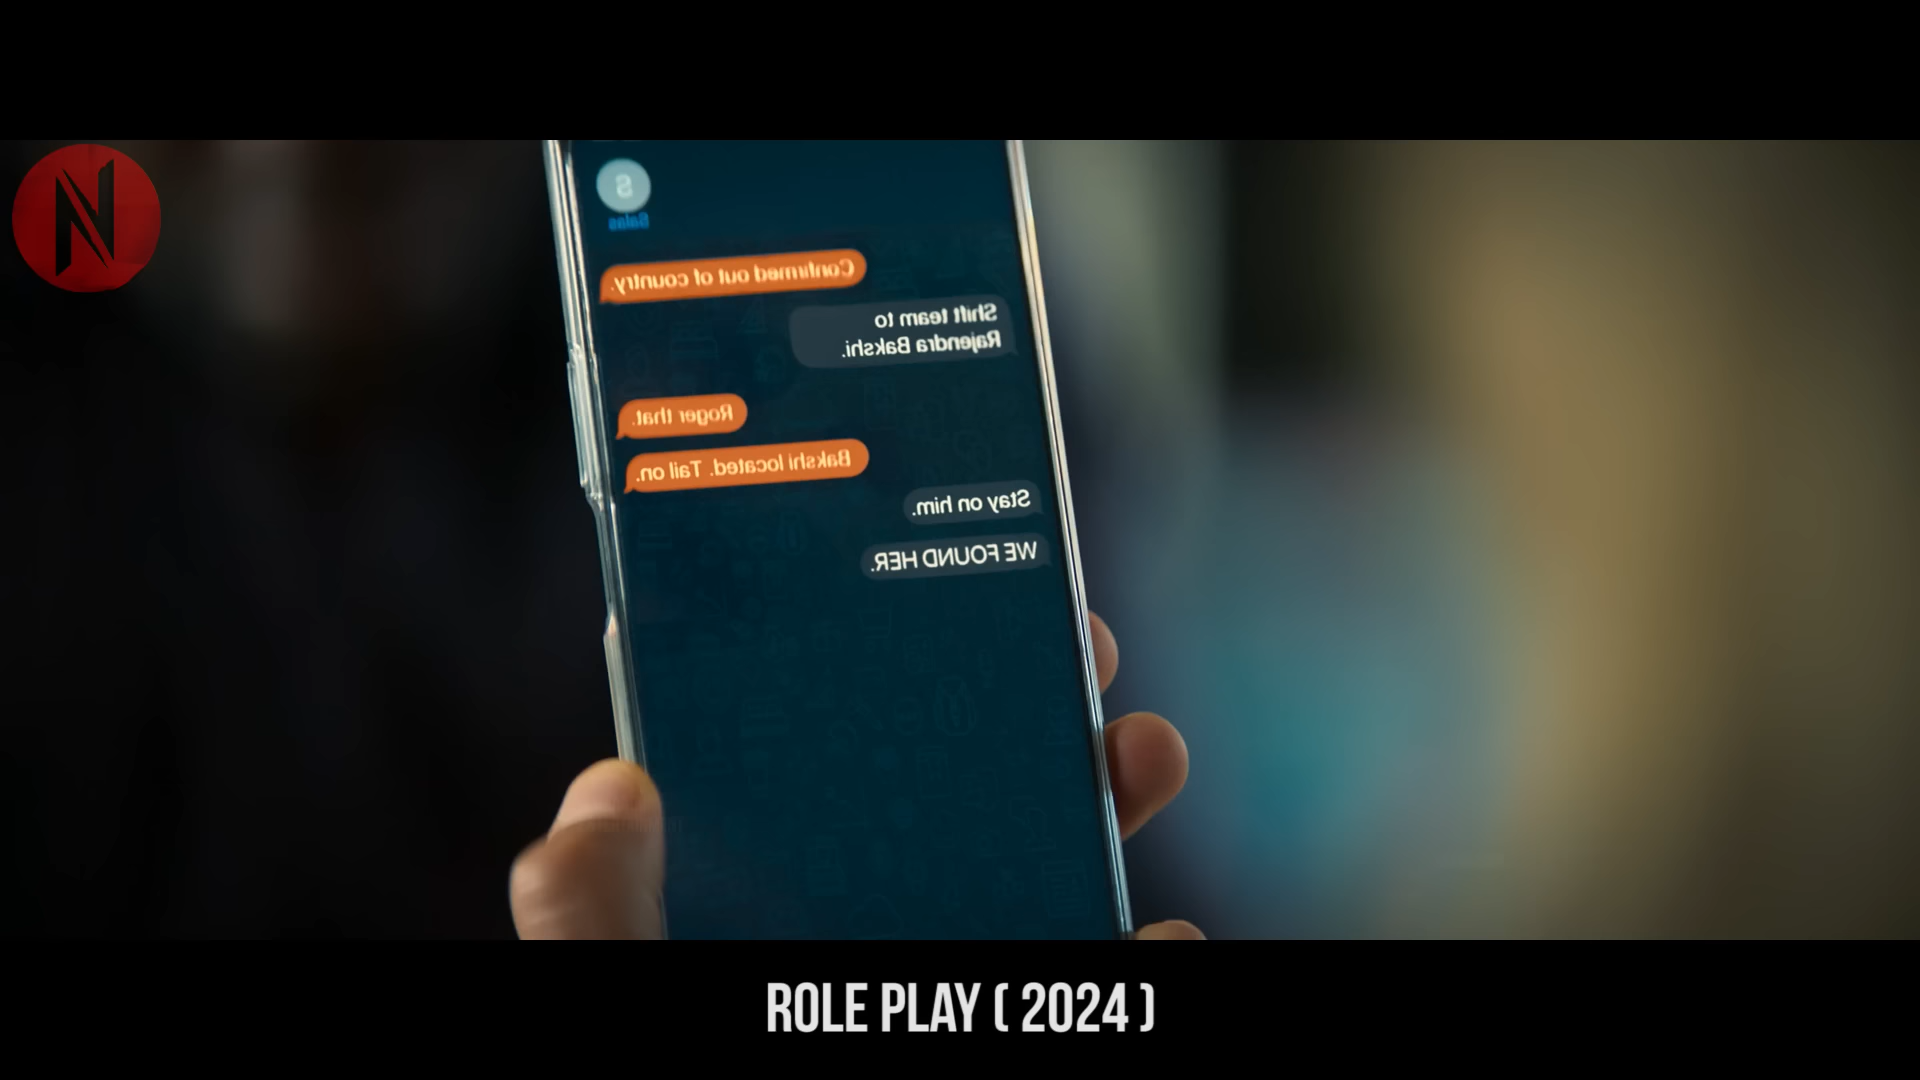 N
S
Salas
Confirmed out of country.
Shift team to
Rajendra Bakshi.
Roger that.
Bakshi located. Tail on.
Stay on him.
WE FOUND HER.
ROLE PLAY ( 2024 )